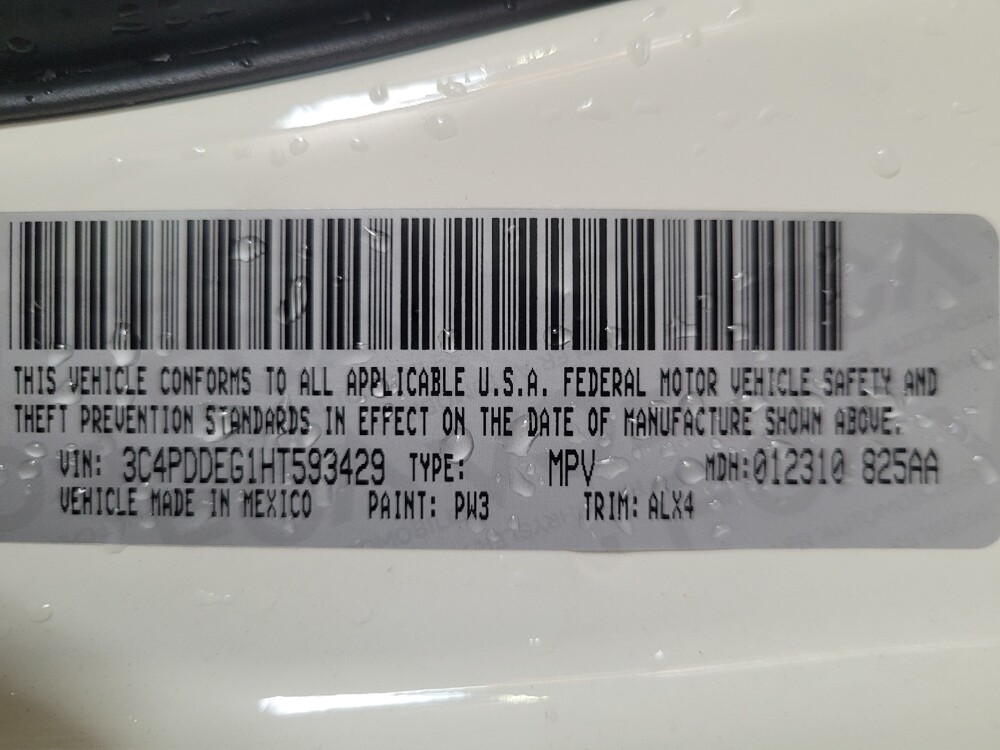 THIS VEHICLE CONFORMS TO ALL APPLICABLE U.S.A. FEDERAL MOTOR VEHICLE SAFETY AND
THEFT PREVENTION STANDARDS IN EFFECT ON THE DATE OF MANUFACTURE SHOWN ABOVE.
VIN: 3C4PDDEG1HT593429 TYPE: MPV MDH:012310 825AA
VEHICLE MADE IN MEXICO PAINT: PW3 TRIM: ALX4